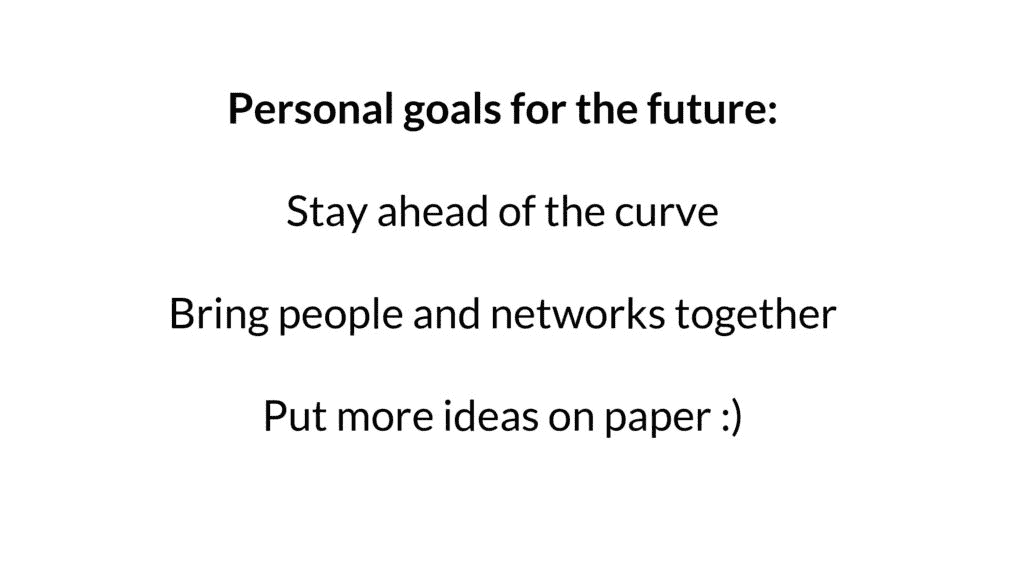 Personal goals for the future:
Stay ahead of the curve
Bring people and networks together
Put more ideas on paper :)